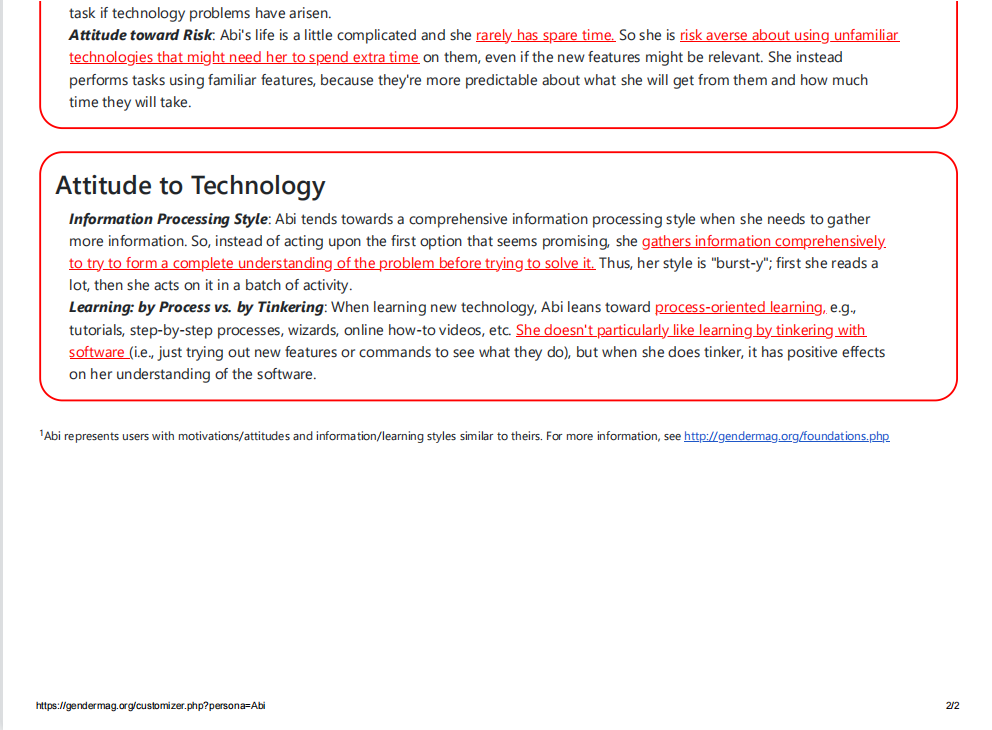 task if technology problems have arisen.
Attitude toward Risk: Abi's life is a little complicated and she rarely has spare time. So she is risk averse about using unfamiliar
technologies that might need her to spend extra time on them, even if the new features might be relevant. She instead
performs tasks using familiar features, because they're more predictable about what she will get from them and how much
time they will take.
Attitude to Technology
Information Processing Style: Abi tends towards a comprehensive information processing style when she needs to gather
more information. So, instead of acting upon the first option that seems promising, she gathers information comprehensively
to try to form a complete understanding of the problem before trying to solve it. Thus, her style is "burst-y"; first she reads a
lot, then she acts on it in a batch of activity.
Learning: by Process vs. by Tinkering: When learning new technology, Abi leans toward process-oriented learning, e.g.,
tutorials, step-by-step processes, wizards, online how-to videos, etc. She doesn't particularly like learning by tinkering with
software (i.e., just trying out new features or commands to see what they do), but when she does tinker, it has positive effects
on her understanding of the software.
1Abi represents users with motivations/attitudes and information/learning styles similar to theirs. For more information, see http://gendermag.org/foundations.php
https://gendermag.org/customizer.php?persona=Abi
2/2